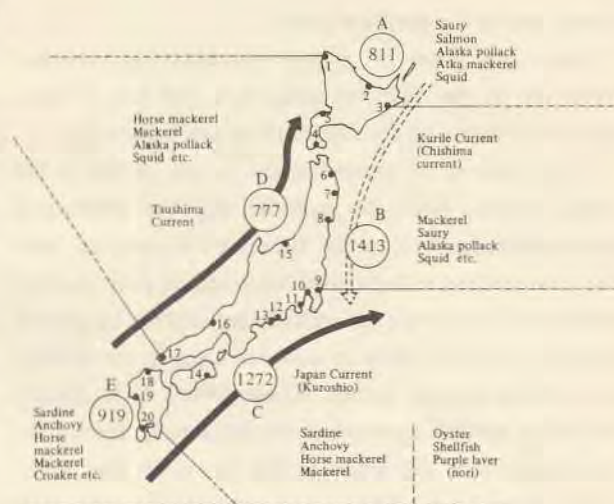 A
811
Saury
Salmon
Alaska pollack
Atka mackerel
Squid
1
2
3
4
Horse mackerel
Mackerel
Alaska pollack
Squid etc.
Kurile Current
(Chishima
current)
D
777
Tsushima
Current
6
7
8
B
1413
Mackerel
Saury
Alaska pollack
Squid etc.
15
9
10
11
12
13
16
17
14
18
19
20
E
919
1272
C
Japan Current
(Kuroshio)
Sardine
Anchovy
Horse
mackerel
Mackerel
Croaker etc.
Sardine
Anchovy
Horse mackerel
Mackerel
Oyster
Shellfish
Purple laver
(nori)